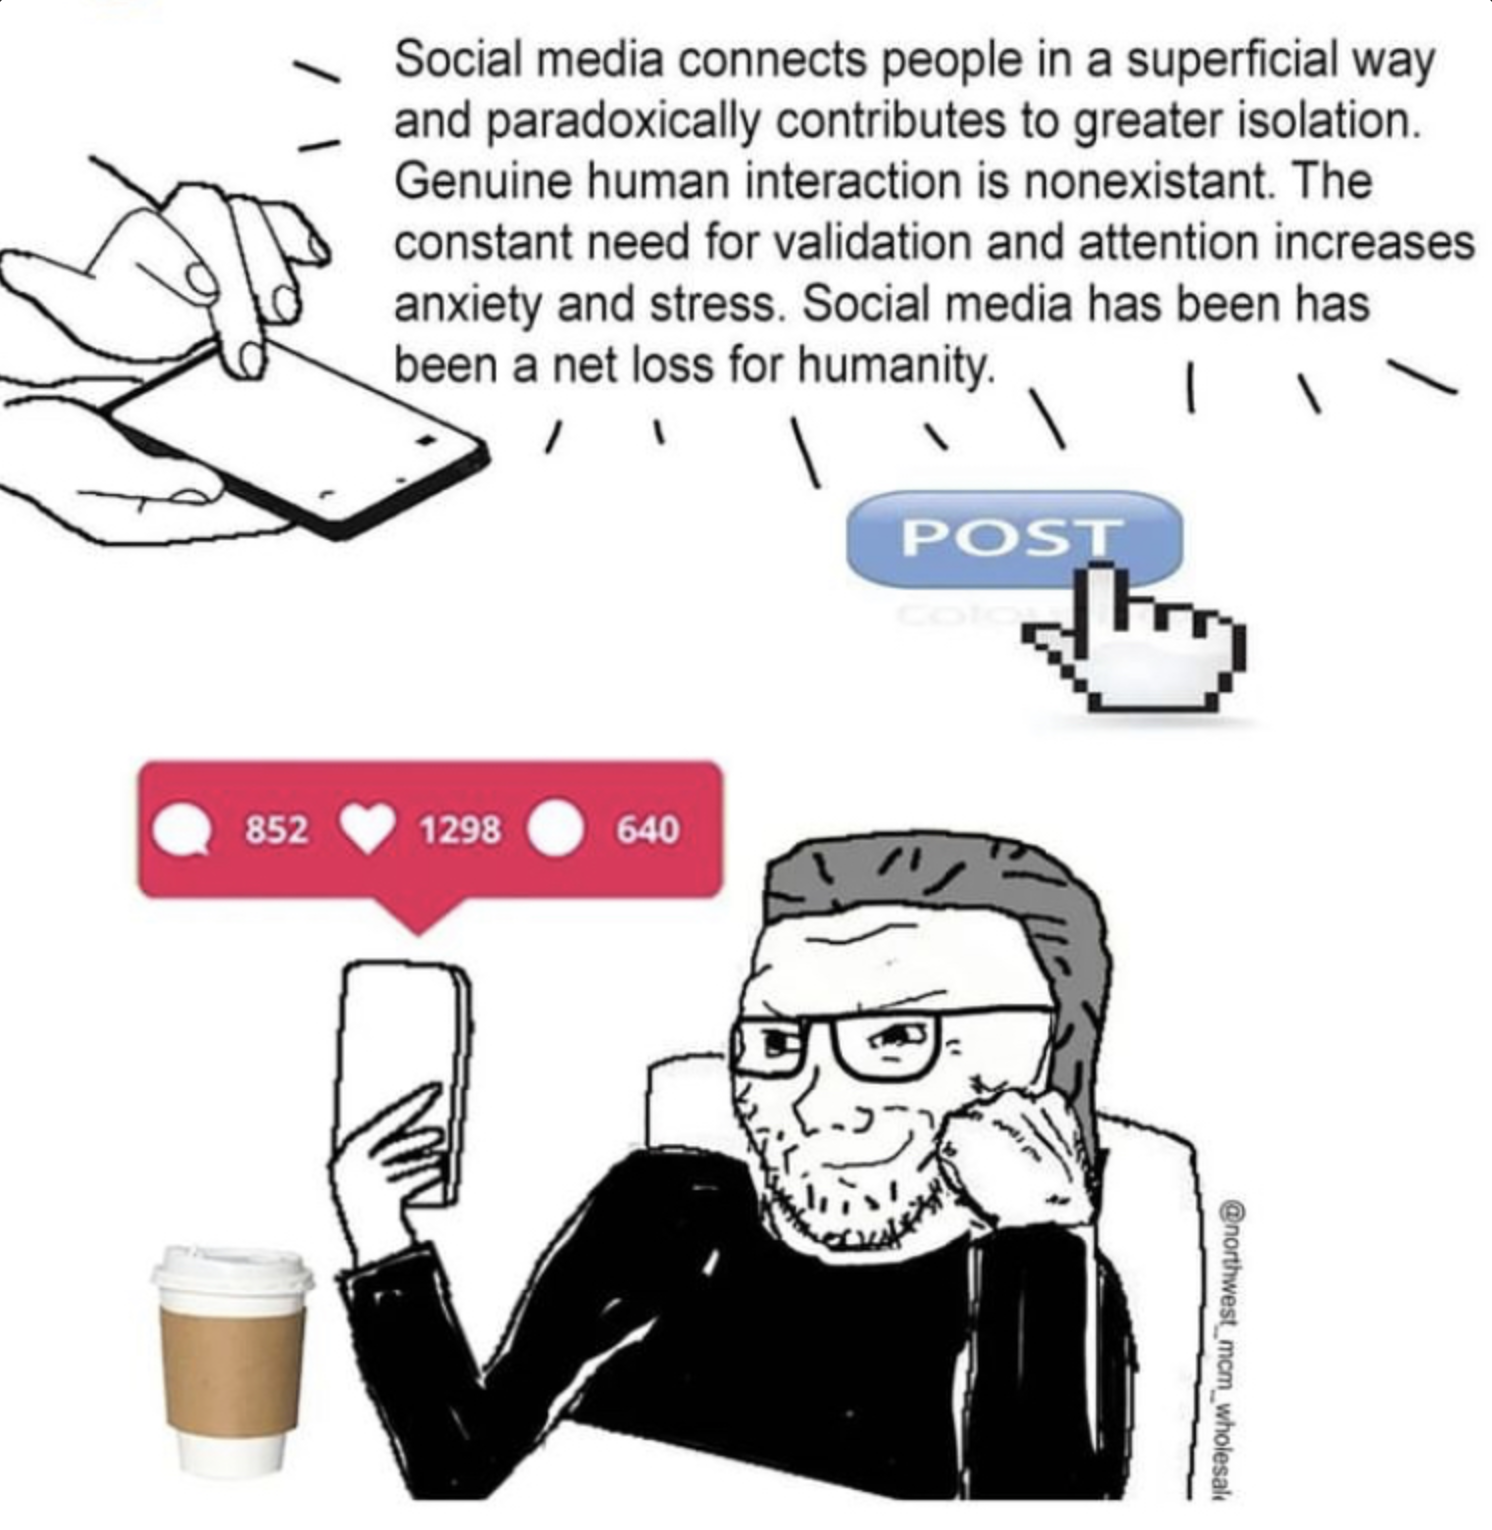 Social media connects people in a superficial way
and paradoxically contributes to greater isolation.
Genuine human interaction is nonexistant. The
constant need for validation and attention increases
anxiety and stress. Social media has been has
been a net loss for humanity.
POST
852 1298 640
@northwest_mcm_wholesale